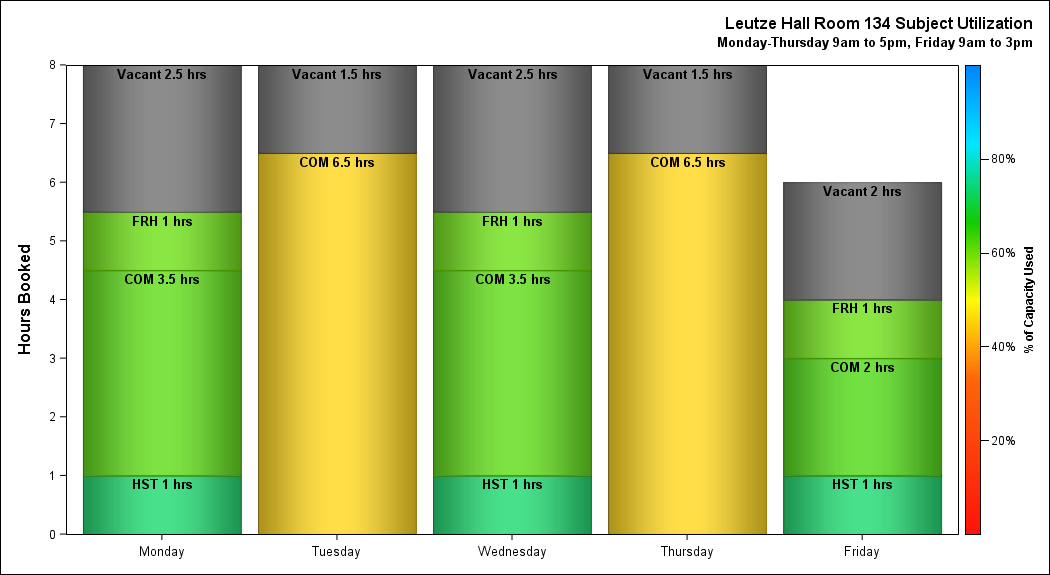 Leutze Hall Room 134 Subject Utilization
Monday-Thursday 9am to 5pm, Friday 9am to 3pm
Hours Booked
8
7
6
5
4
3
2
1
0
Vacant 2.5 hrs
FRH 1 hrs
COM 3.5 hrs
HST 1 hrs
Vacant 1.5 hrs
COM 6.5 hrs
Vacant 2.5 hrs
FRH 1 hrs
COM 3.5 hrs
HST 1 hrs
Vacant 1.5 hrs
COM 6.5 hrs
Vacant 2 hrs
FRH 1 hrs
COM 2 hrs
HST 1 hrs
Monday
Tuesday
Wednesday
Thursday
Friday
80%
60%
40%
20%
% of Capacity Used